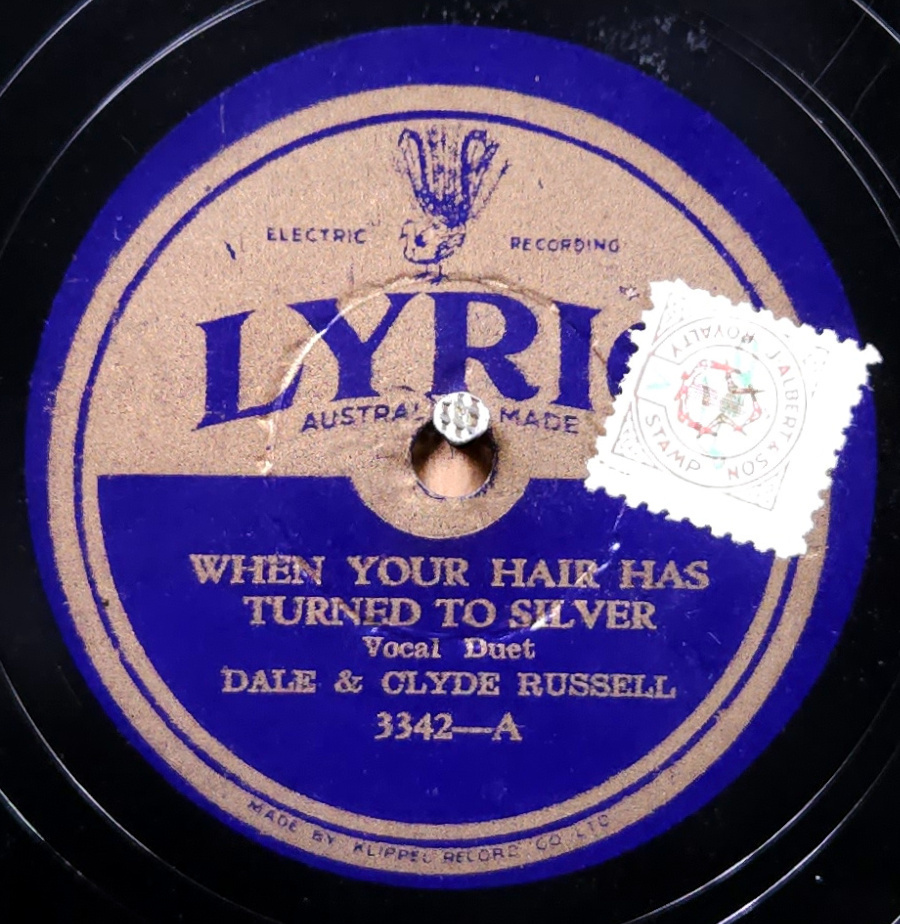 ELECTRIC RECORDING
LYRIC
AUSTRAL MADE
WHEN YOUR HAIR HAS
TURNED TO SILVER
Vocal Duet
DALE & CLYDE RUSSELL
3342—A
MADE BY KLIPPEL RECORD CO LTD
J. ALBERT & SON
ROYALTY STAMP